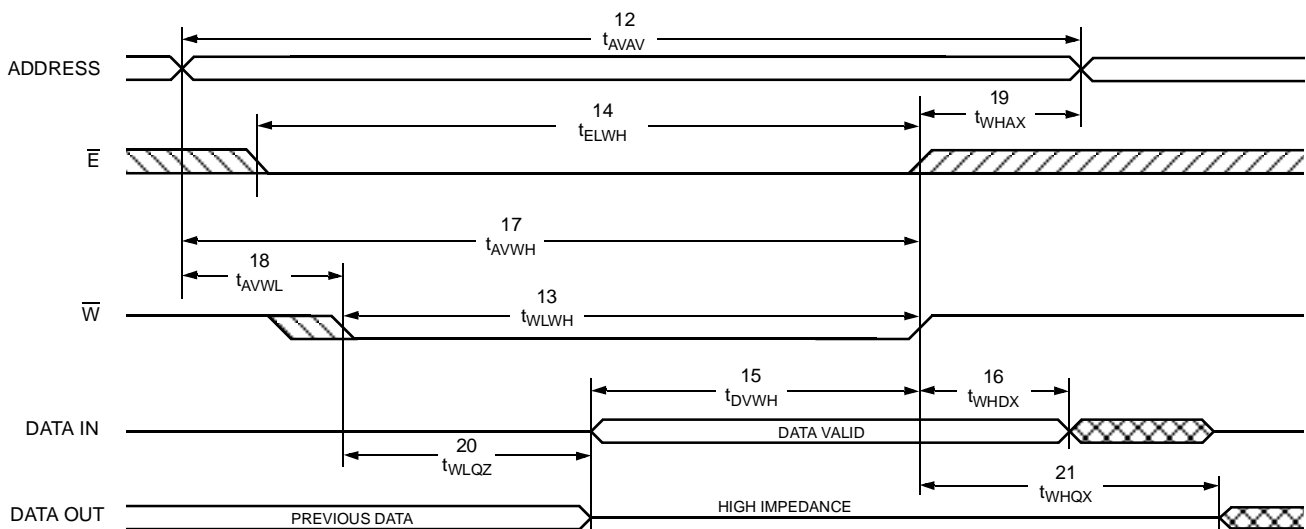 12
tAVAV
ADDRESS
14
tELWH
19
tWHAX
E
17
tAVWH
18
tAVWL
W
13
tWLWH
15
tDVWH
16
tWHDX
DATA IN
DATA VALID
20
tWLQZ
21
tWHQX
DATA OUT
PREVIOUS DATA
HIGH IMPEDANCE